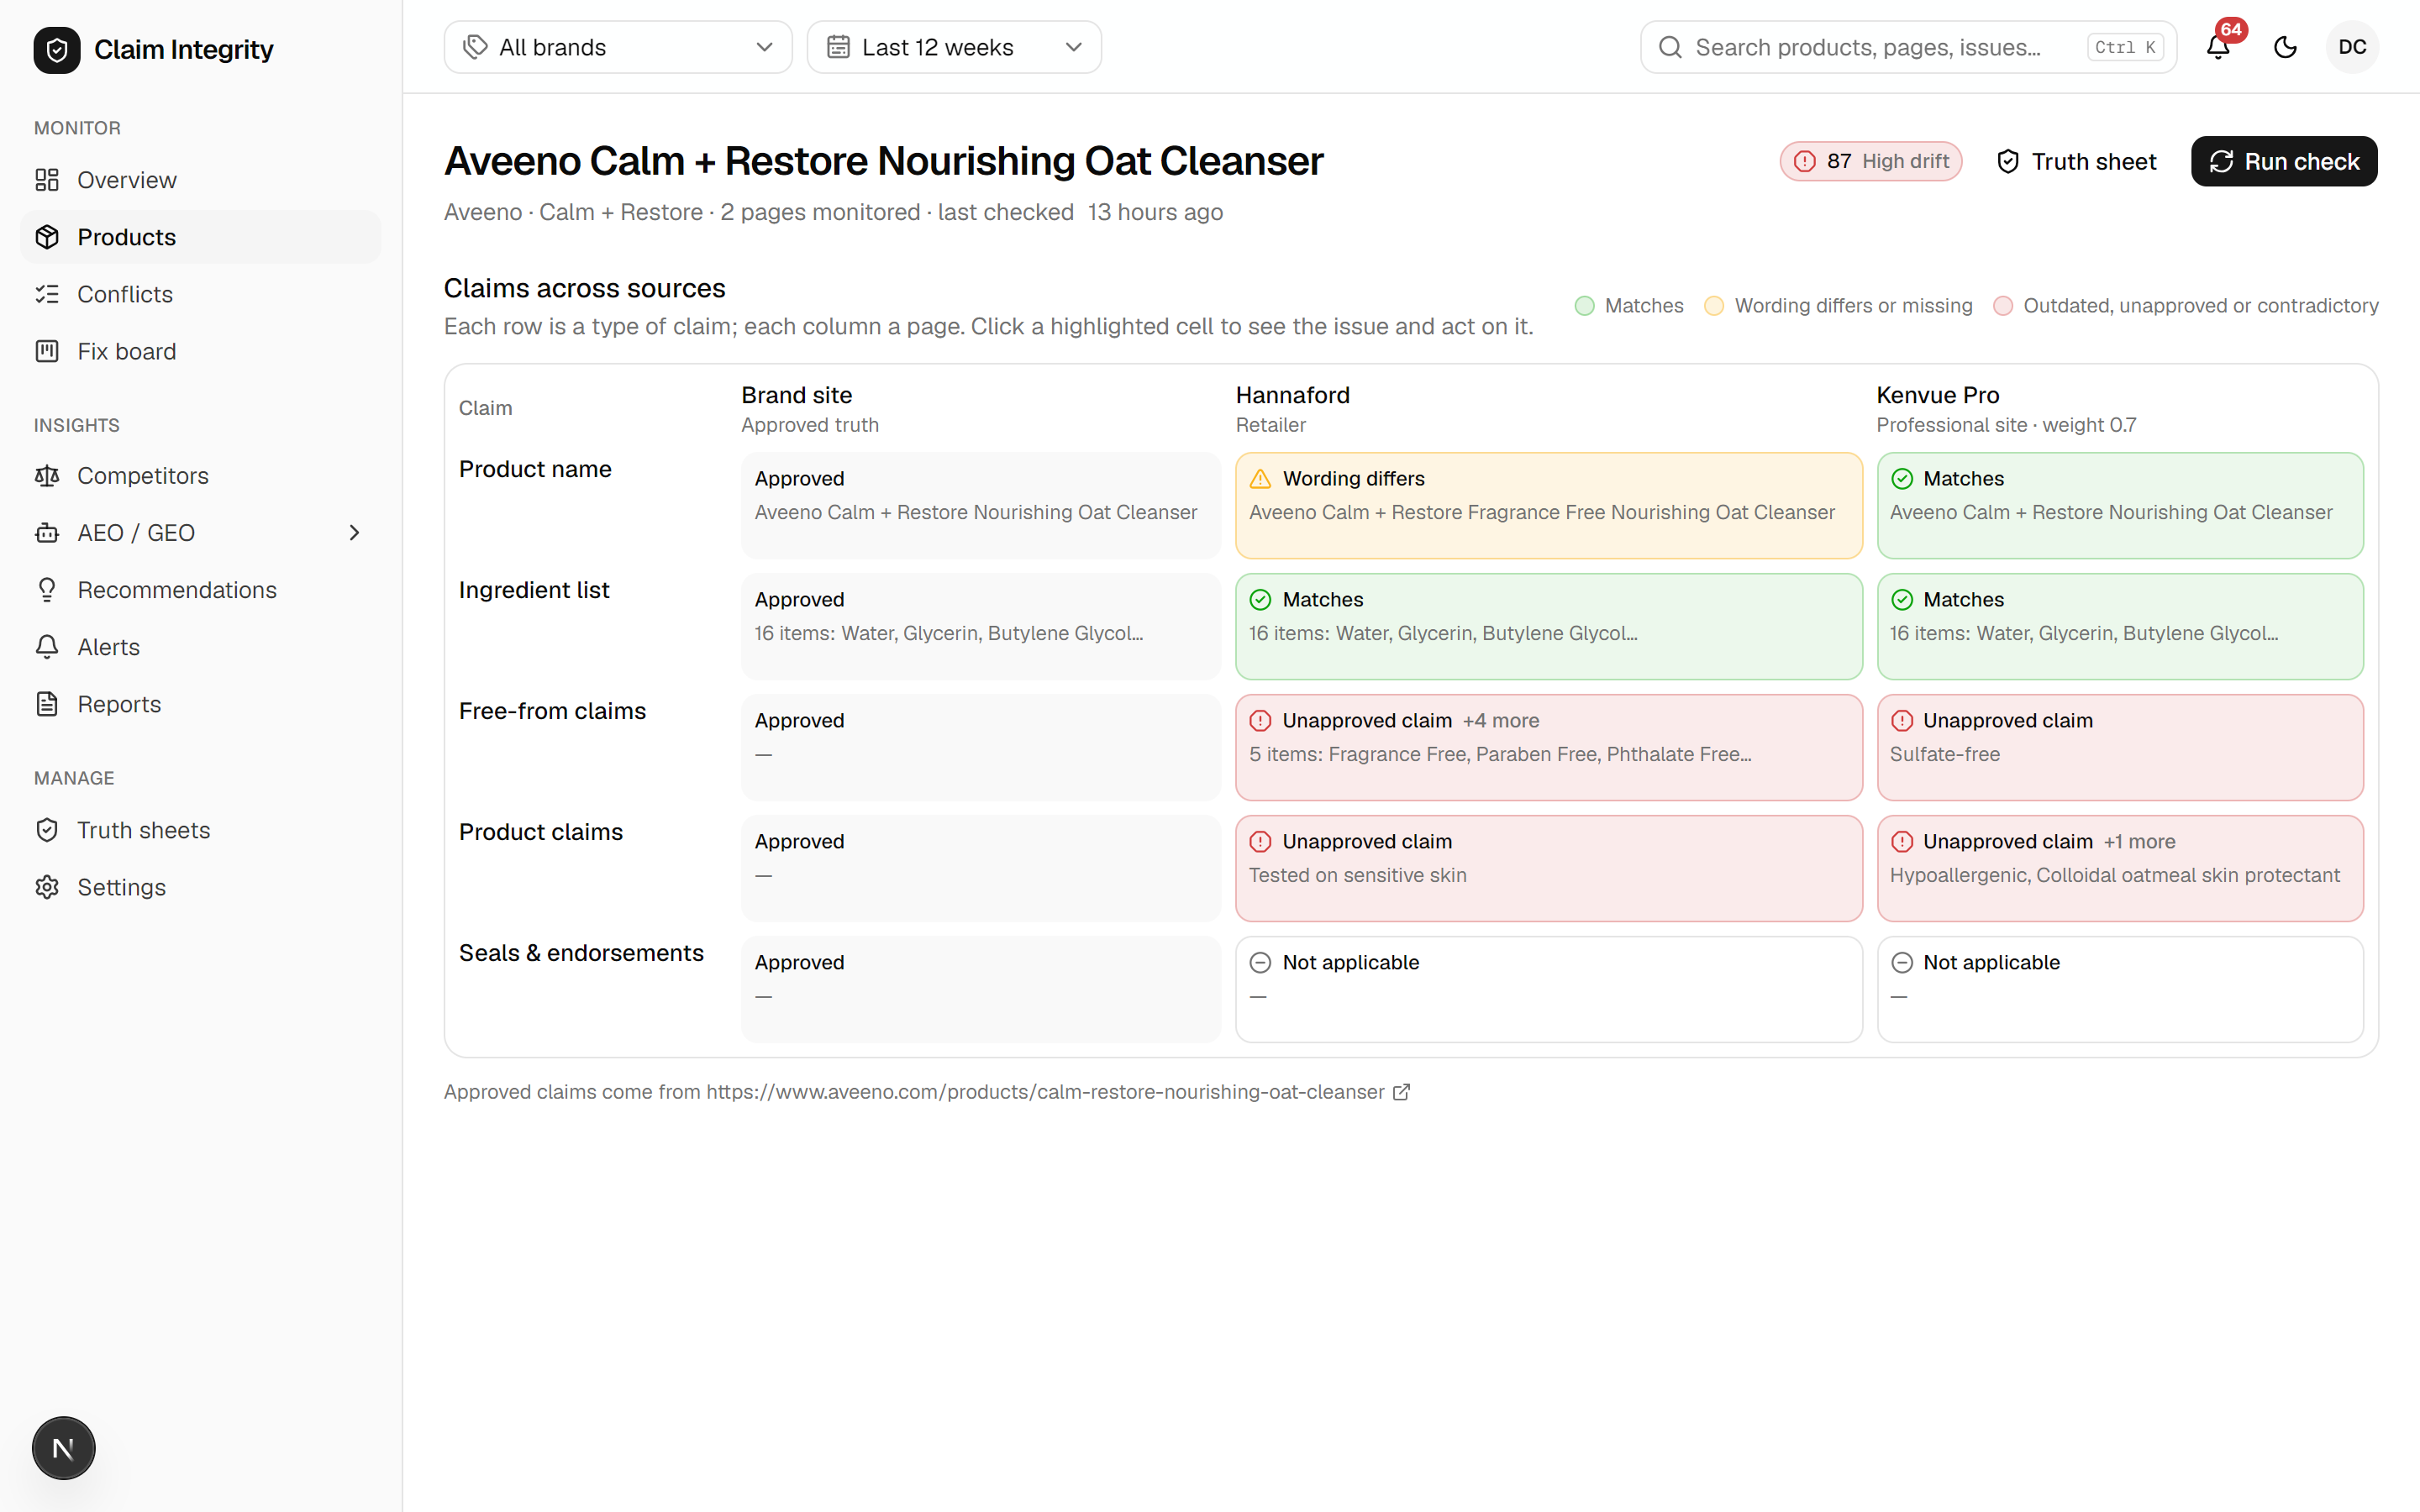 Claim Integrity
All brands
Last 12 weeks
Search products, pages, issues...
Ctrl K
64
DC
MONITOR
Overview
Products
Conflicts
Fix board
INSIGHTS
Competitors
AEO / GEO
Recommendations
Alerts
Reports
MANAGE
Truth sheets
Settings
N
Aveeno Calm + Restore Nourishing Oat Cleanser
87 High drift
Truth sheet
Run check
Aveeno · Calm + Restore · 2 pages monitored · last checked 13 hours ago
Claims across sources
Each row is a type of claim; each column a page. Click a highlighted cell to see the issue and act on it.
Matches
Wording differs or missing
Outdated, unapproved or contradictory
Claim
Brand site
Approved truth
Hannaford
Retailer
Kenvue Pro
Professional site · weight 0.7
Product name
Approved
Aveeno Calm + Restore Nourishing Oat Cleanser
Wording differs
Aveeno Calm + Restore Fragrance Free Nourishing Oat Cleanser
Matches
Aveeno Calm + Restore Nourishing Oat Cleanser
Ingredient list
Approved
16 items: Water, Glycerin, Butylene Glycol...
Matches
16 items: Water, Glycerin, Butylene Glycol...
Matches
16 items: Water, Glycerin, Butylene Glycol...
Free-from claims
Approved
—
Unapproved claim +4 more
5 items: Fragrance Free, Paraben Free, Phthalate Free...
Unapproved claim
Sulfate-free
Product claims
Approved
—
Unapproved claim
Tested on sensitive skin
Unapproved claim +1 more
Hypoallergenic, Colloidal oatmeal skin protectant
Seals & endorsements
Approved
—
Not applicable
—
Not applicable
—
Approved claims come from https://www.aveeno.com/products/calm-restore-nourishing-oat-cleanser